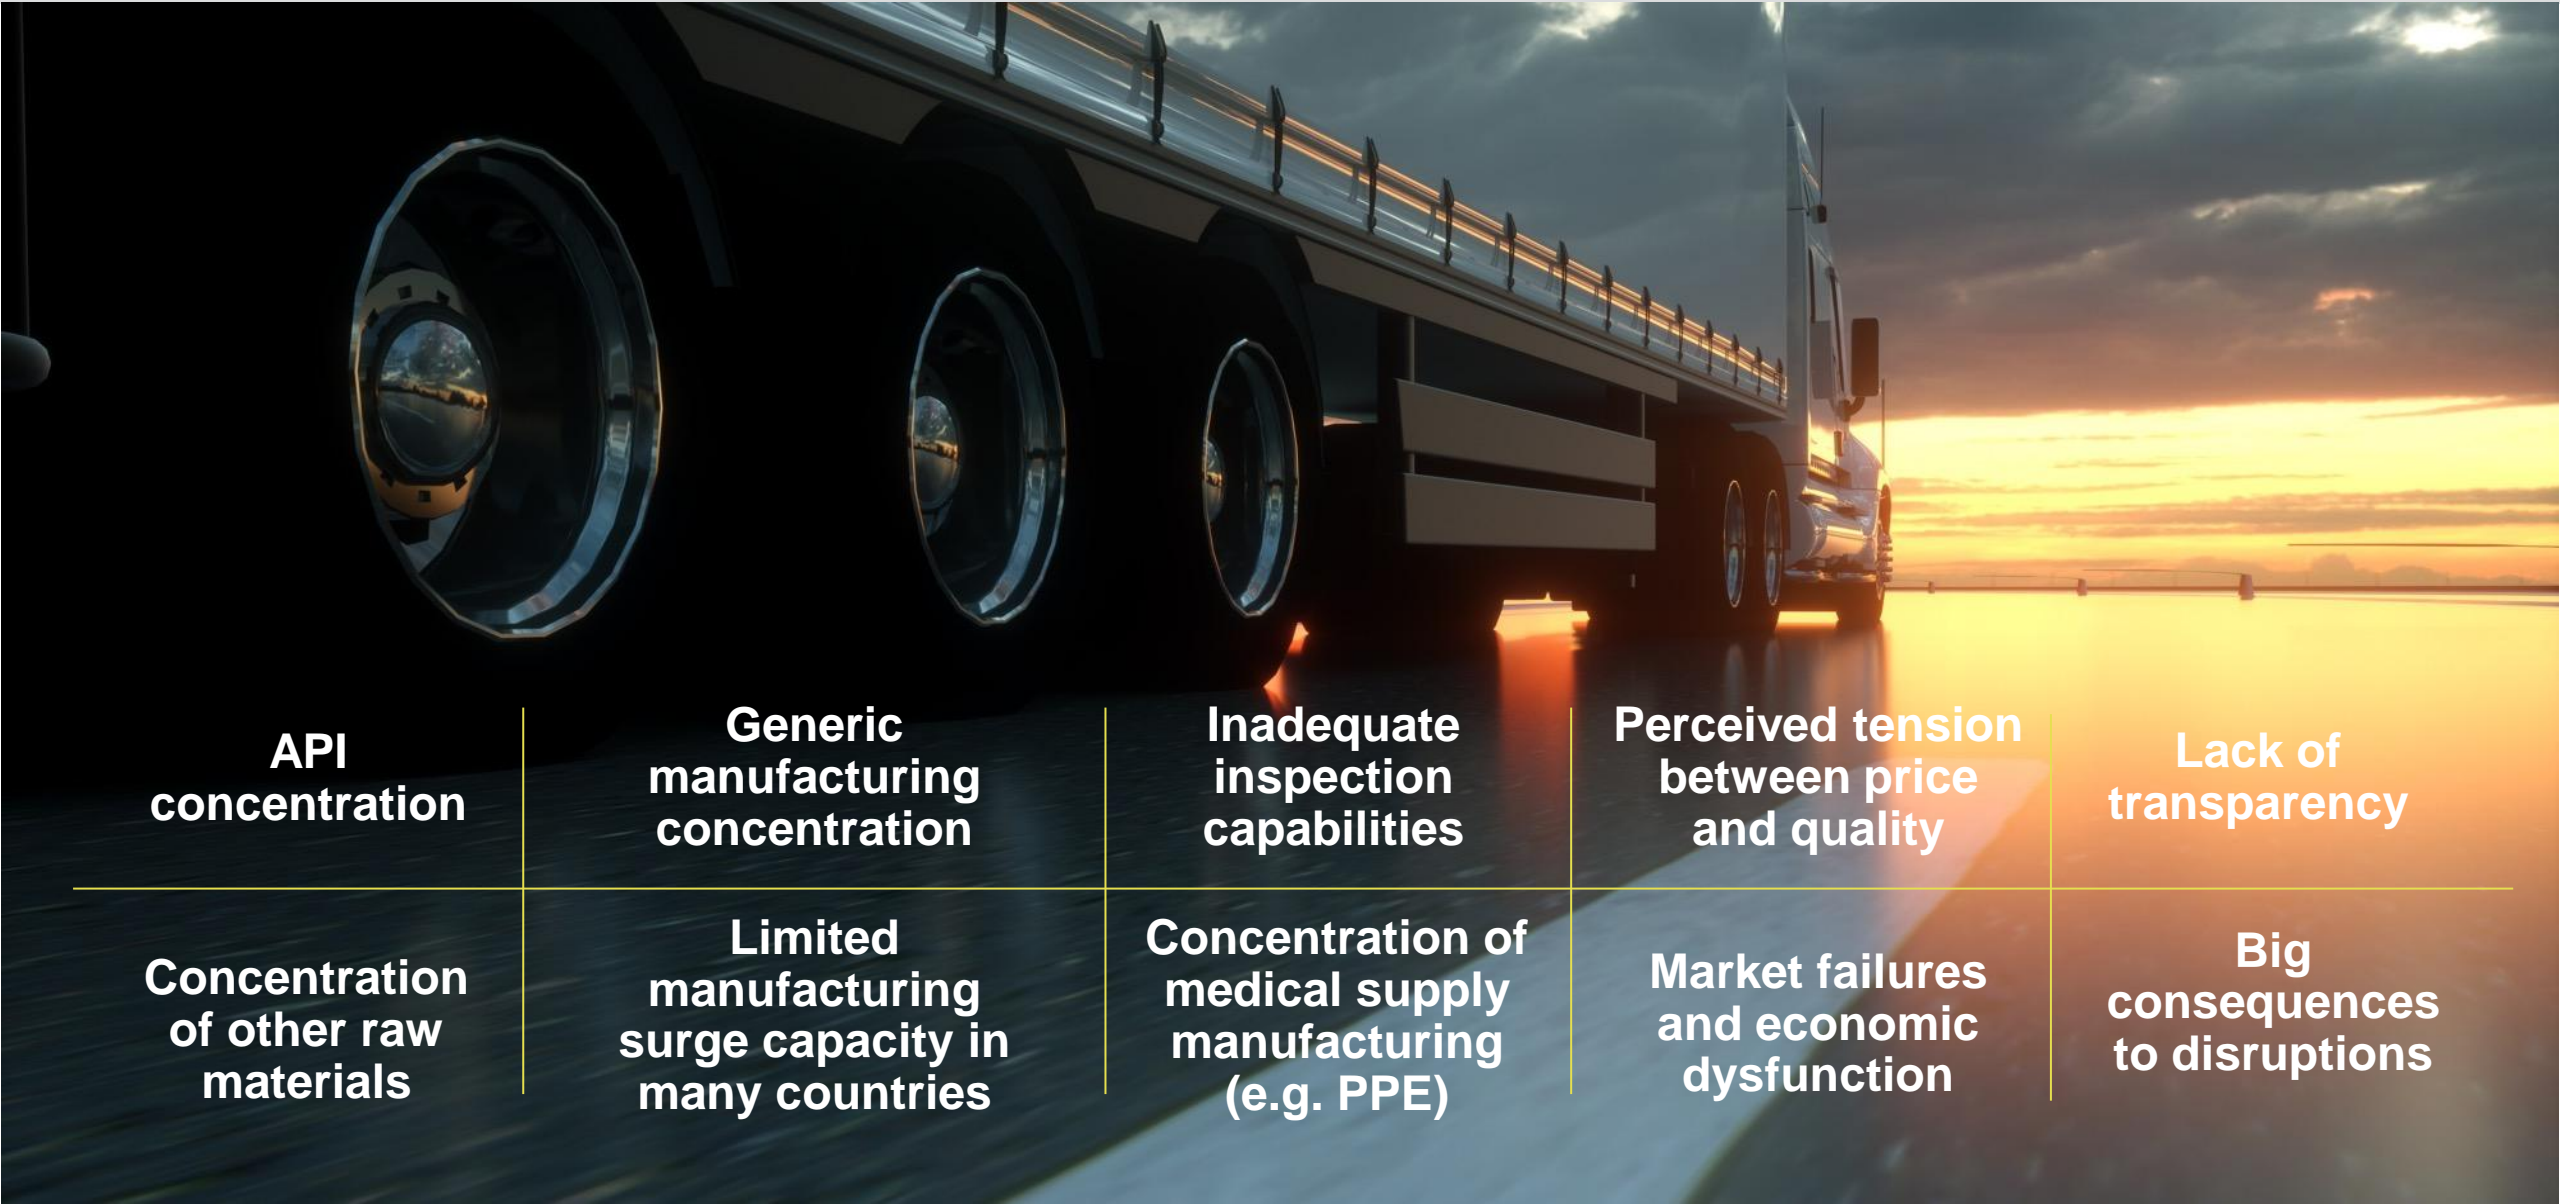 API
concentration
Generic
manufacturing
concentration
Inadequate
inspection
capabilities
Perceived tension
between price
and quality
Lack of
transparency
Concentration
of other raw
materials
Limited
manufacturing
surge capacity in
many countries
Concentration of
medical supply
manufacturing
(e.g. PPE)
Market failures
and economic
dysfunction
Big
consequences
to disruptions